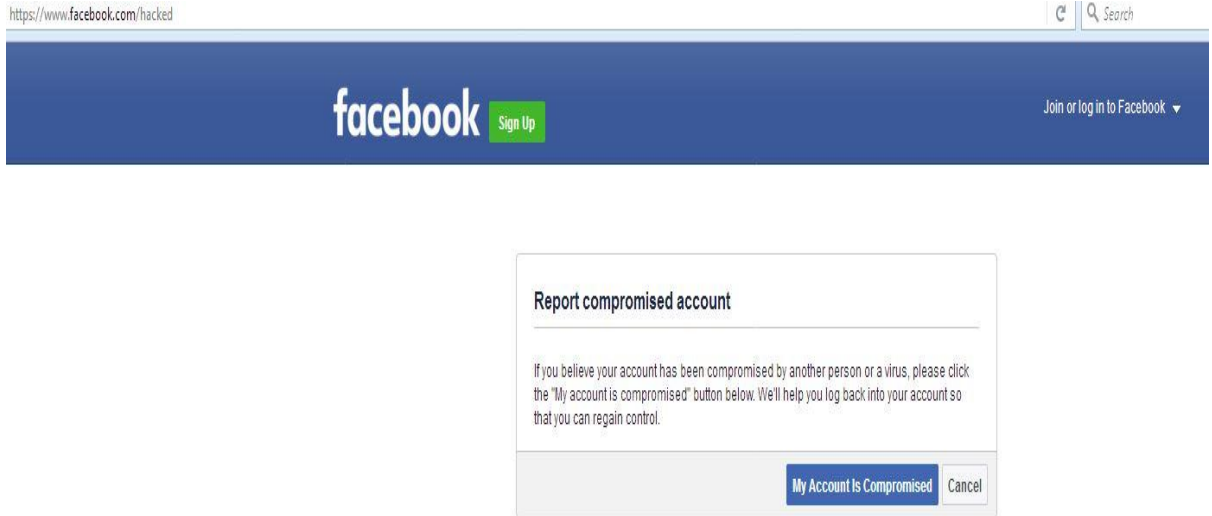 https://www.facebook.com/hacked
Search
facebook Sign Up
Join or log in to Facebook
Report compromised account
If you believe your account has been compromised by another person or a virus, please click
the "My account is compromised" button below. We'll help you log back into your account so
that you can regain control.
My Account Is Compromised Cancel